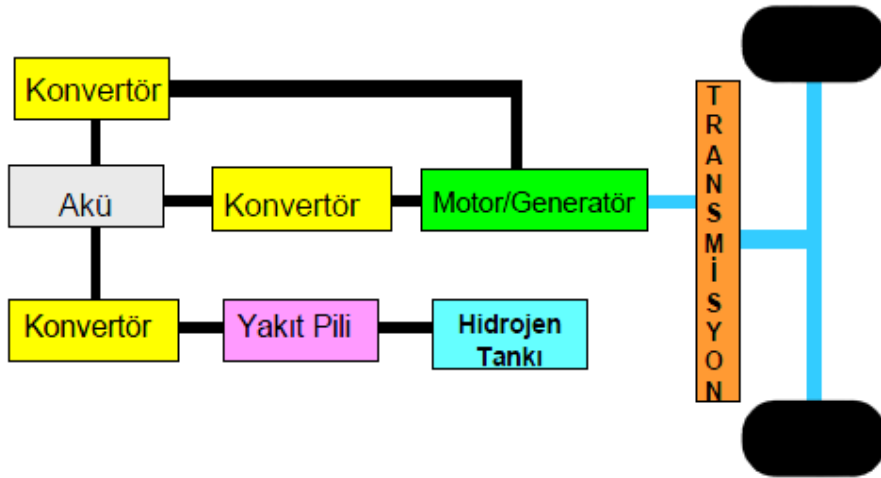 Konvertör
Akü
Konvertör
Motor/Generatör
Konvertör
Yakıt Pili
Hidrojen
Tankı
TRANSMİSYON